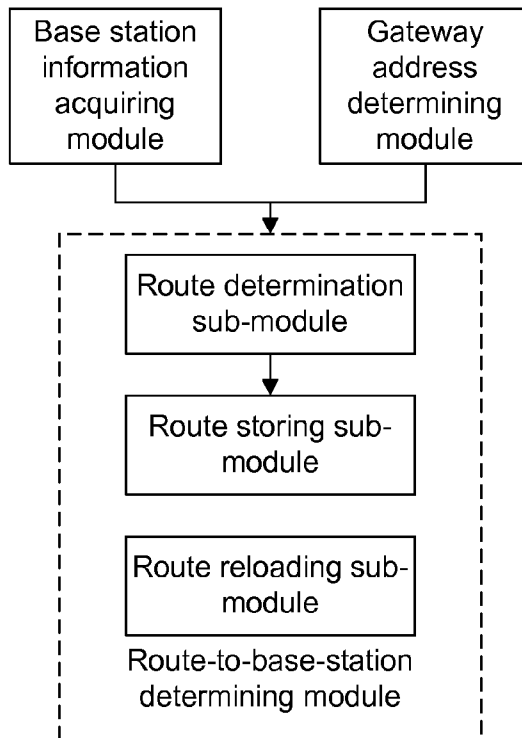 Base station
information
acquiring
module
Gateway
address
determining
module
Route determination
sub-module
Route storing sub-
module
Route reloading sub-
module
Route-to-base-station
determining module